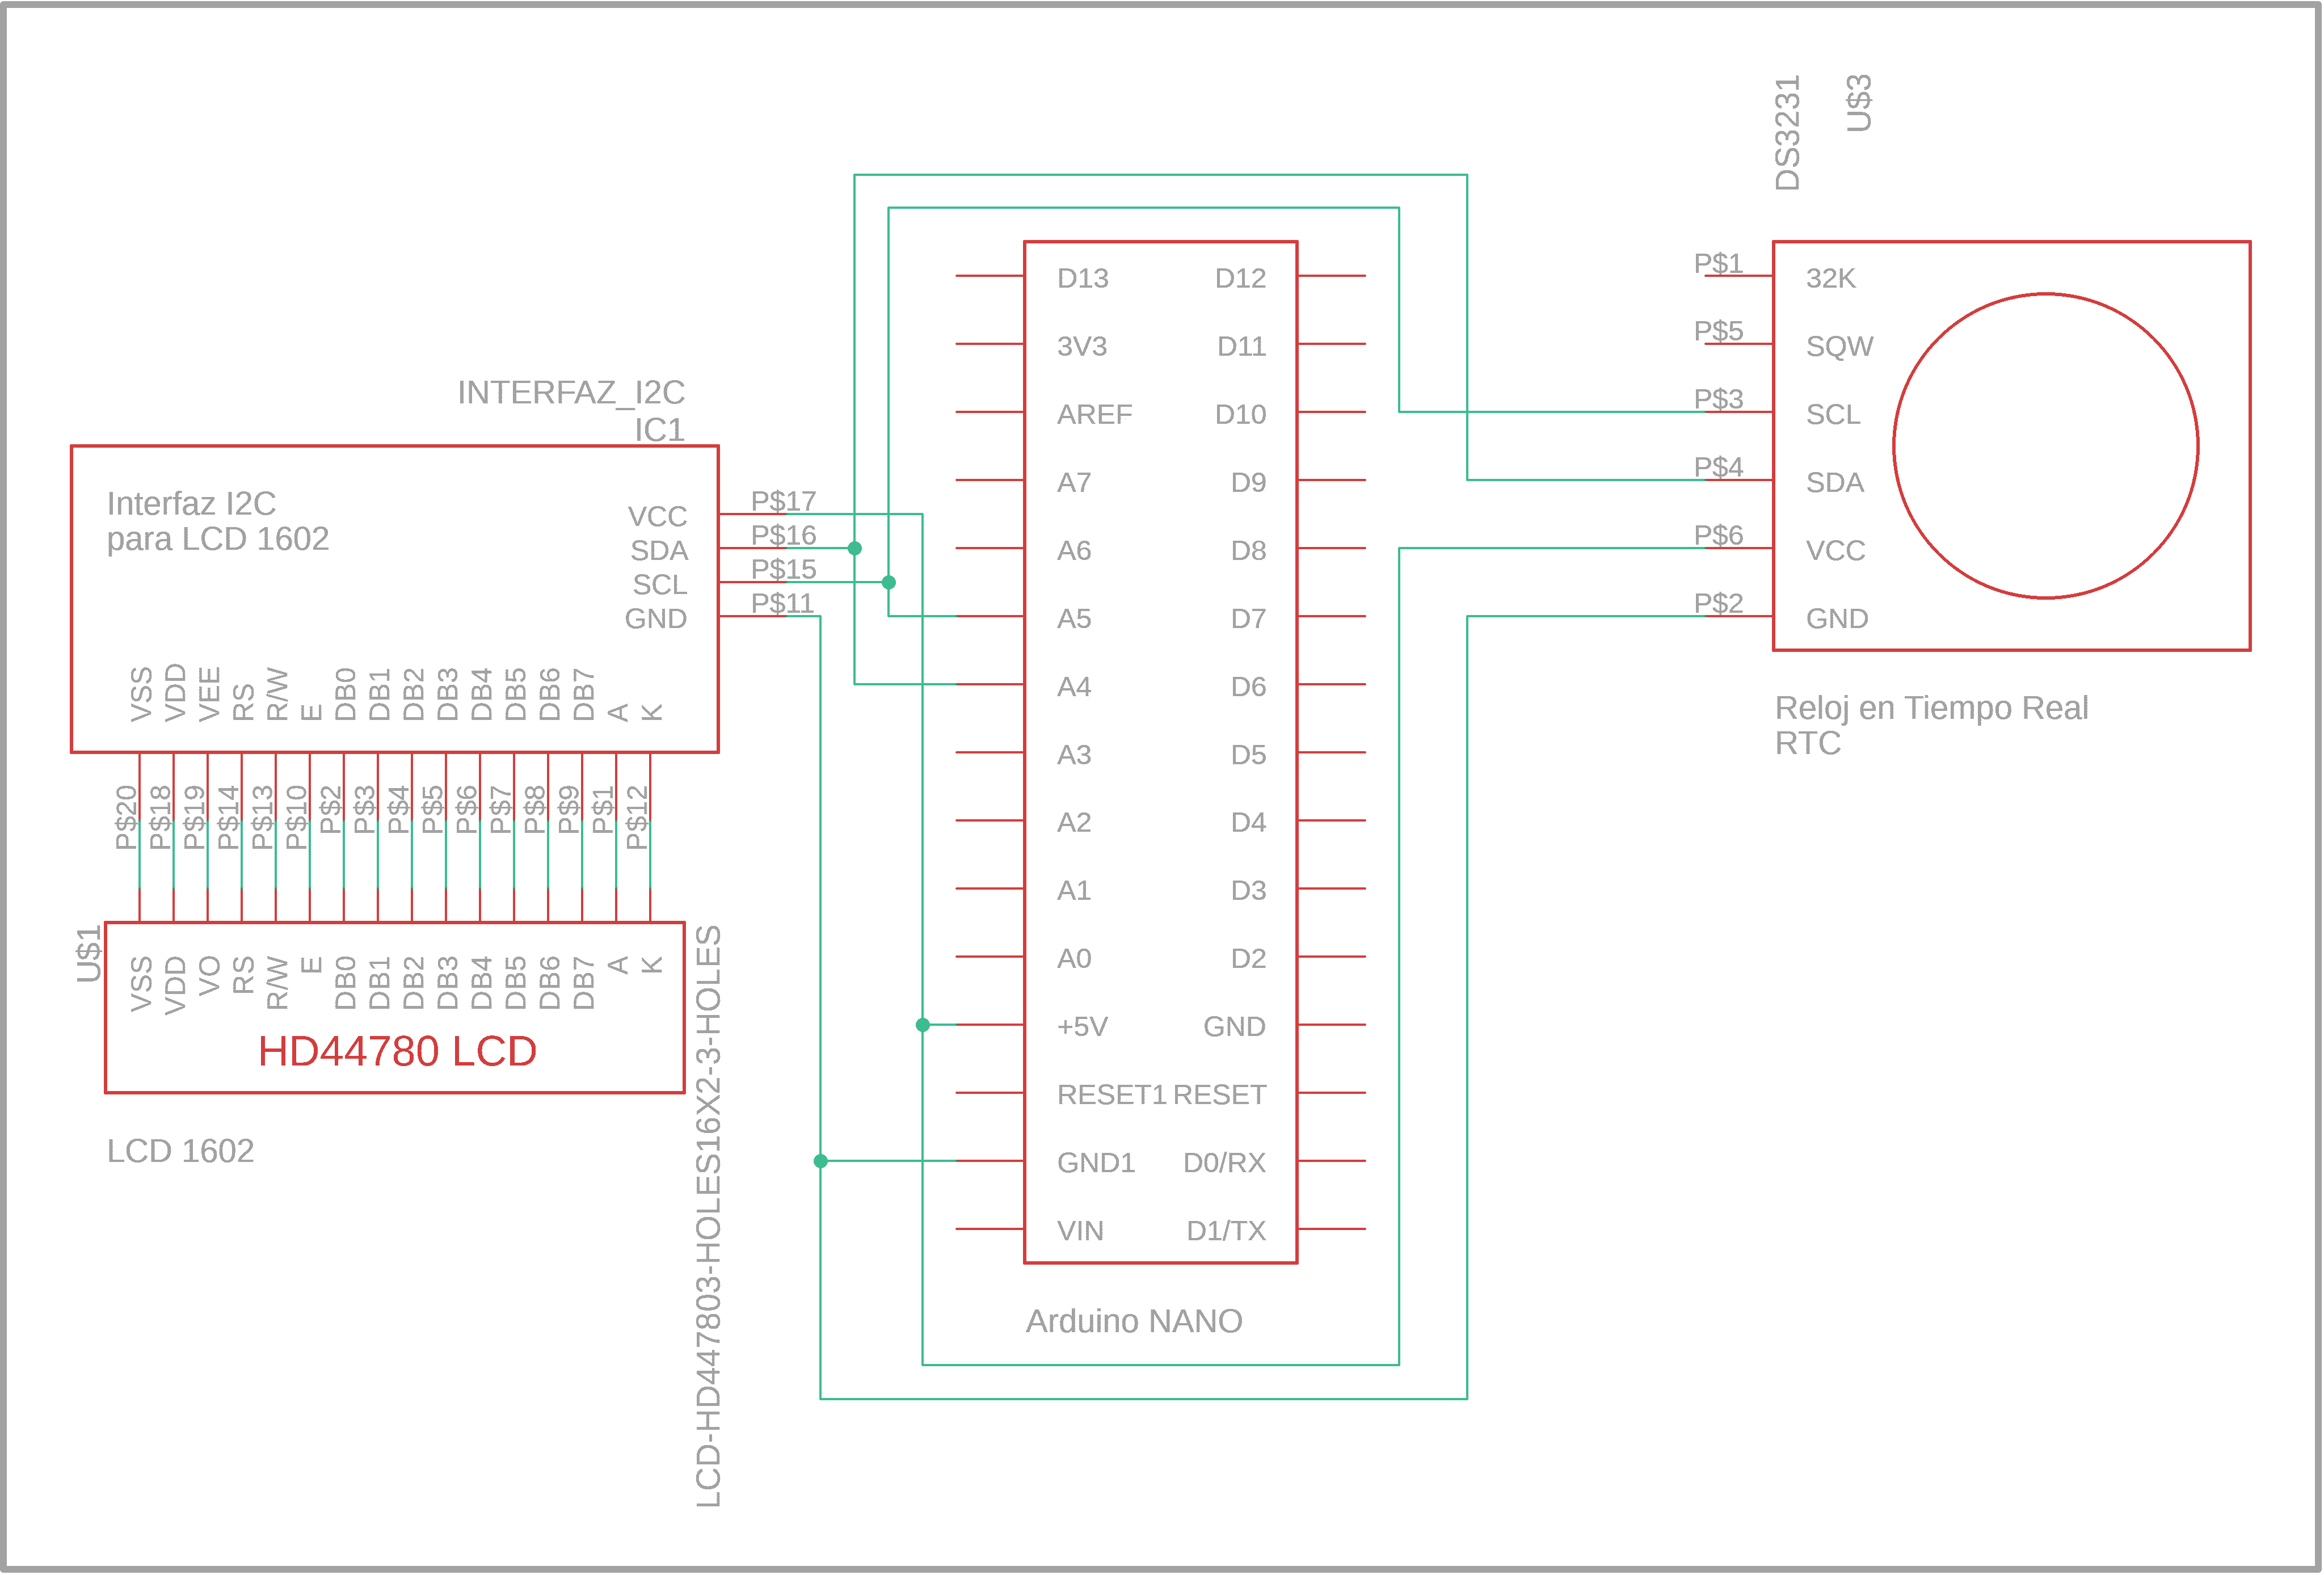 DS3231
U$3
INTERFAZ_I2C
IC1
Interfaz I2C
para LCD 1602
VCC
SDA
SCL
GND
P$17
P$16
P$15
P$11
VSS
VDD
VEE
RS
R/W
E
DB0
DB1
DB2
DB3
DB4
DB5
DB6
DB7
A
K
P$20
P$18
P$19
P$14
P$13
P$10
P$2
P$3
P$4
P$5
P$6
P$7
P$8
P$9
P$1
P$12
U$1
VSS
VDD
VO
RS
R/W
E
DB0
DB1
DB2
DB3
DB4
DB5
DB6
DB7
A
K
HD44780 LCD
LCD 1602
LCD-HD447803-HOLES16X2-3-HOLES
D13 D12
3V3 D11
AREF D10
A7 D9
A6 D8
A5 D7
A4 D6
A3 D5
A2 D4
A1 D3
A0 D2
+5V GND
RESET1 RESET
GND1 D0/RX
VIN D1/TX
Arduino NANO
P$1 32K
P$5 SQW
P$3 SCL
P$4 SDA
P$6 VCC
P$2 GND
Reloj en Tiempo Real
RTC